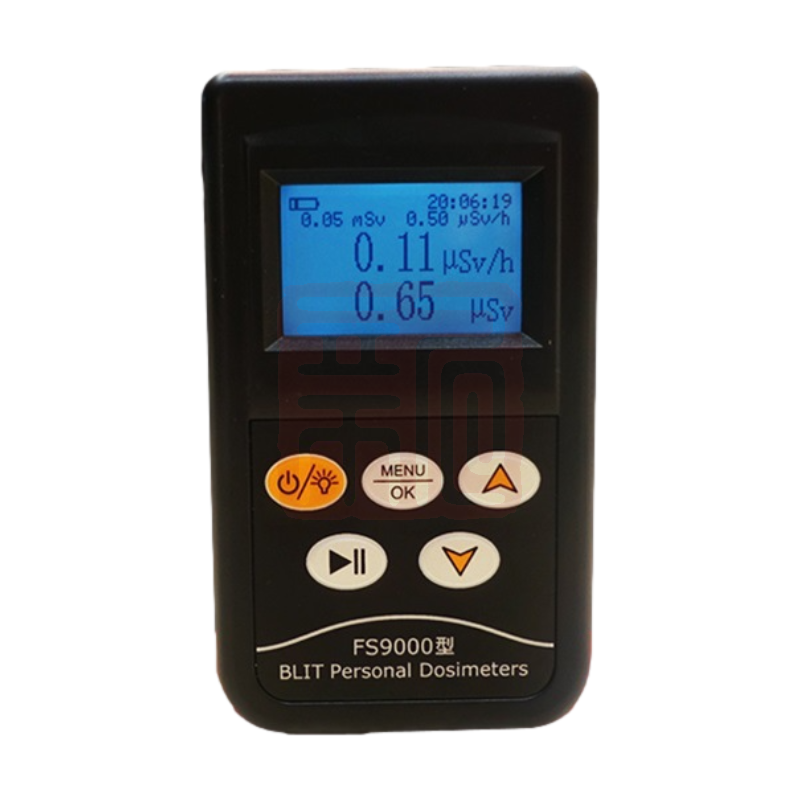 20:06:19
0.05 mSv 0.50 μSv/h
0.11 μSv/h
0.65 μSv
MENU
OK
FS9000型
BLIT Personal Dosimeters